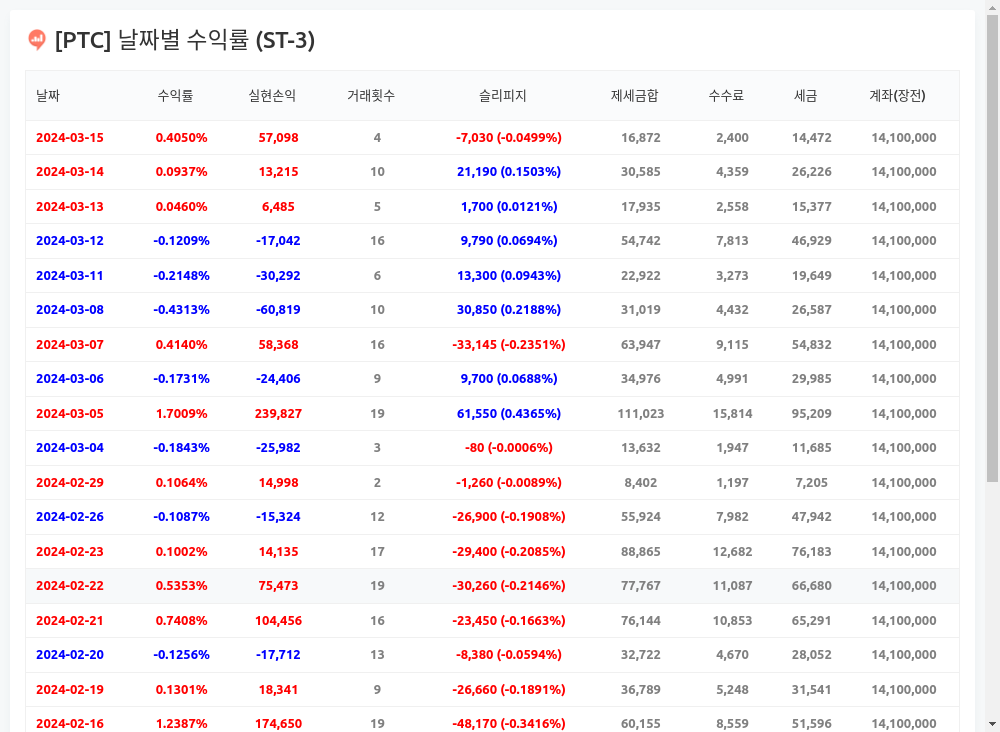 [PTC] 날짜별 수익률 (ST-3)
날짜 수익률 실현손익 거래횟수 슬리피지 제세금합 수수료 세금 계좌(장전)
2024-03-15 0.4050% 57,098 4 -7,030 (-0.0499%) 16,872 2,400 14,472 14,100,000
2024-03-14 0.0937% 13,215 10 21,190 (0.1503%) 30,585 4,359 26,226 14,100,000
2024-03-13 0.0460% 6,485 5 1,700 (0.0121%) 17,935 2,558 15,377 14,100,000
2024-03-12 -0.1209% -17,042 16 9,790 (0.0694%) 54,742 7,813 46,929 14,100,000
2024-03-11 -0.2148% -30,292 6 13,300 (0.0943%) 22,922 3,273 19,649 14,100,000
2024-03-08 -0.4313% -60,819 10 30,850 (0.2188%) 31,019 4,432 26,587 14,100,000
2024-03-07 0.4140% 58,368 16 -33,145 (-0.2351%) 63,947 9,115 54,832 14,100,000
2024-03-06 -0.1731% -24,406 9 9,700 (0.0688%) 34,976 4,991 29,985 14,100,000
2024-03-05 1.7009% 239,827 19 61,550 (0.4365%) 111,023 15,814 95,209 14,100,000
2024-03-04 -0.1843% -25,982 3 -80 (-0.0006%) 13,632 1,947 11,685 14,100,000
2024-02-29 0.1064% 14,998 2 -1,260 (-0.0089%) 8,402 1,197 7,205 14,100,000
2024-02-26 -0.1087% -15,324 12 -26,900 (-0.1908%) 55,924 7,982 47,942 14,100,000
2024-02-23 0.1002% 14,135 17 -29,400 (-0.2085%) 88,865 12,682 76,183 14,100,000
2024-02-22 0.5353% 75,473 19 -30,260 (-0.2146%) 77,767 11,087 66,680 14,100,000
2024-02-21 0.7408% 104,456 16 -23,450 (-0.1663%) 76,144 10,853 65,291 14,100,000
2024-02-20 -0.1256% -17,712 13 -8,380 (-0.0594%) 32,722 4,670 28,052 14,100,000
2024-02-19 0.1301% 18,341 9 -26,660 (-0.1891%) 36,789 5,248 31,541 14,100,000
2024-02-16 1.2387% 174,650 19 -48,170 (-0.3416%) 60,155 8,559 51,596 14,100,000